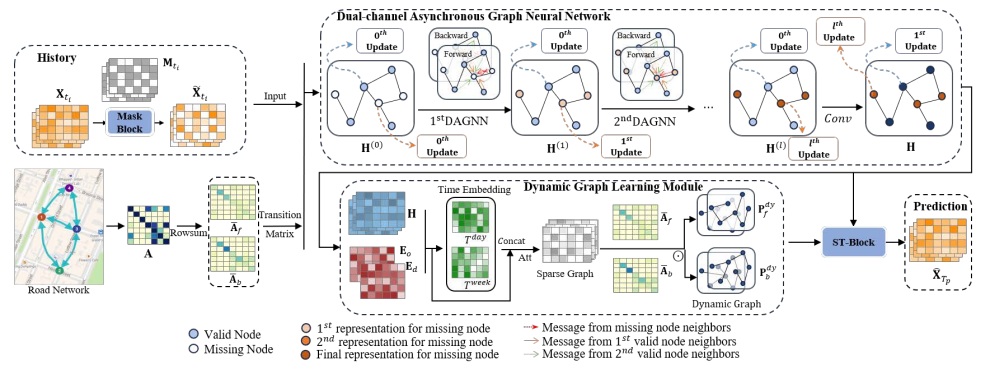 Dual-channel Asynchronous Graph Neural Network
History
M_{t_i}
X_{t_i}
X̃_{t_i}
Mask
Block
Input
0^{th}
Update
Backward
Forward
1^{st}DAGNN
H^{(0)}
0^{th}
Update
0^{th}
Update
Backward
Forward
2^{nd}DAGNN
H^{(1)}
1^{st}
Update
...
0^{th}
Update
l^{th}
Update
1^{st}
Update
Conv
H^{(l)}
l^{th}
Update
H
Road Network
A
Rowsum
Ā_f
Ā_b
Transition
Matrix
Dynamic Graph Learning Module
H
E_o
E_d
Time Embedding
T^{day}
T^{week}
Concat
Att
Sparse Graph
Ā_f
Ā_b
P_f^{dy}
P_b^{dy}
Dynamic Graph
ST-Block
Prediction
X̂_{T_p}
Valid Node
Missing Node
1^{st} representation for missing node
2^{nd} representation for missing node
Final representation for missing node
Message from missing node neighbors
Message from 1^{st} valid node neighbors
Message from 2^{nd} valid node neighbors